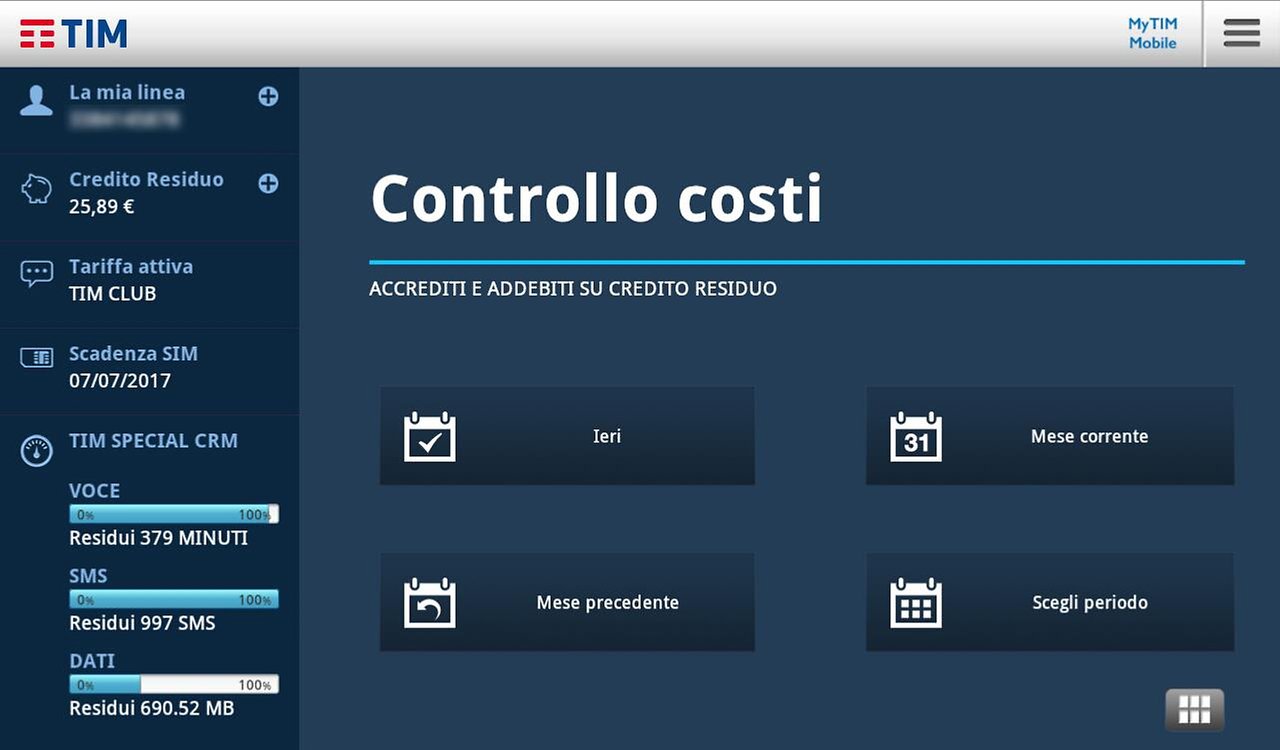 TIM
MyTIM
Mobile
La mia linea
Credito Residuo
25,89 €
Tariffa attiva
TIM CLUB
Scadenza SIM
07/07/2017
TIM SPECIAL CRM
VOCE
0% 100%
Residui 379 MINUTI
SMS
0% 100%
Residui 997 SMS
DATI
0% 100%
Residui 690.52 MB
Controllo costi
ACCREDITI E ADDEBITI SU CREDITO RESIDUO
Ieri
31 Mese corrente
Mese precedente
Scegli periodo